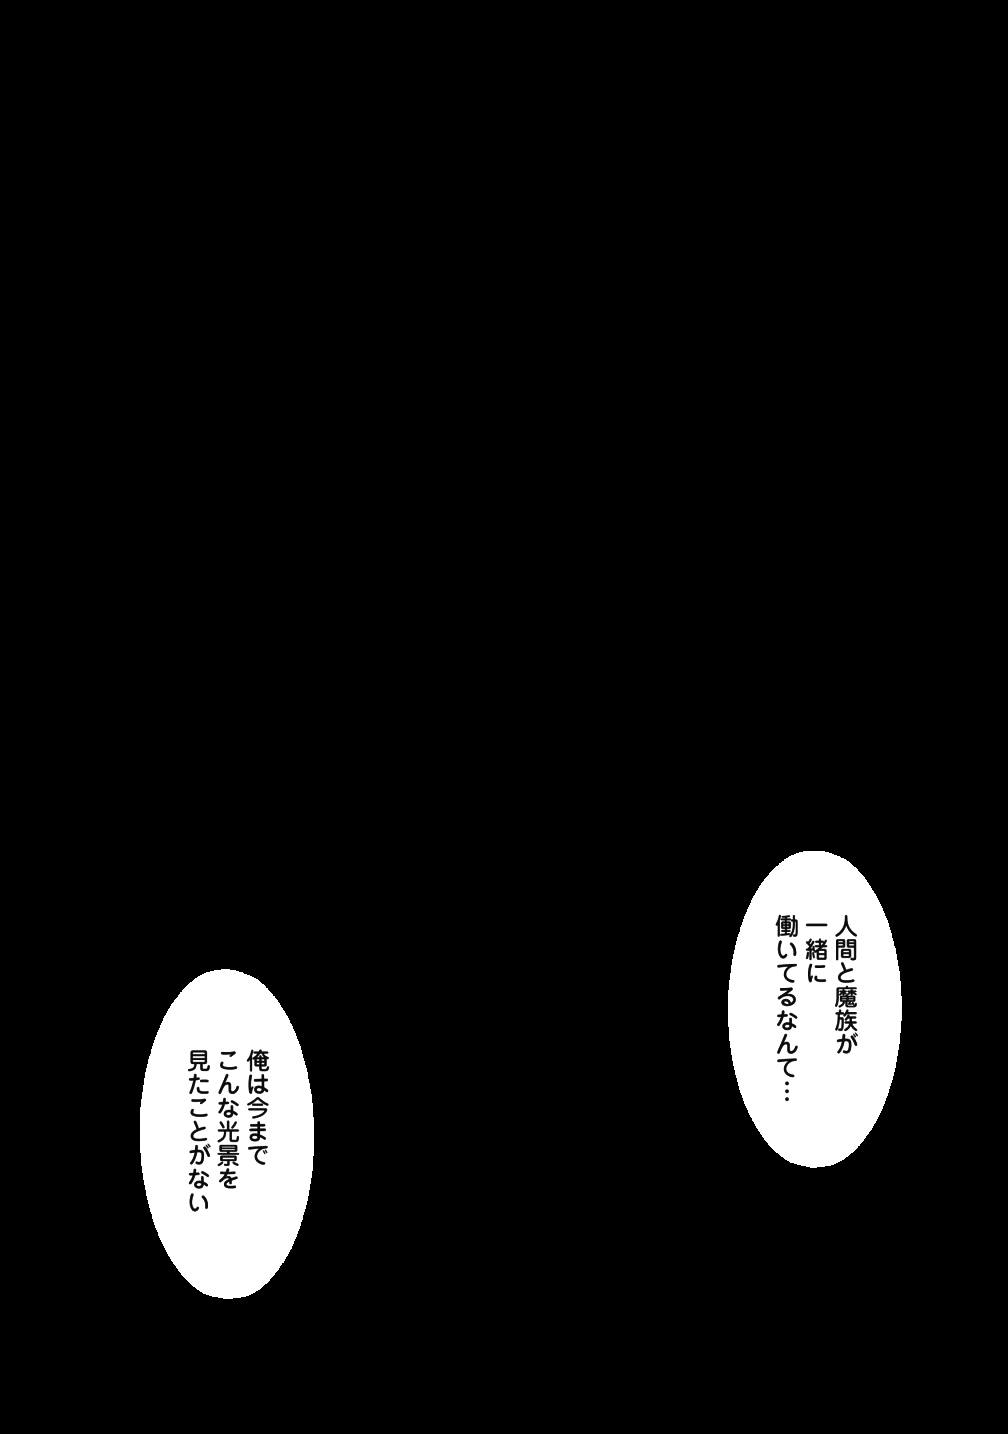 人間と魔族が
一緒に
働いてるなんて…
俺は今まで
こんな光景を
見たことがない